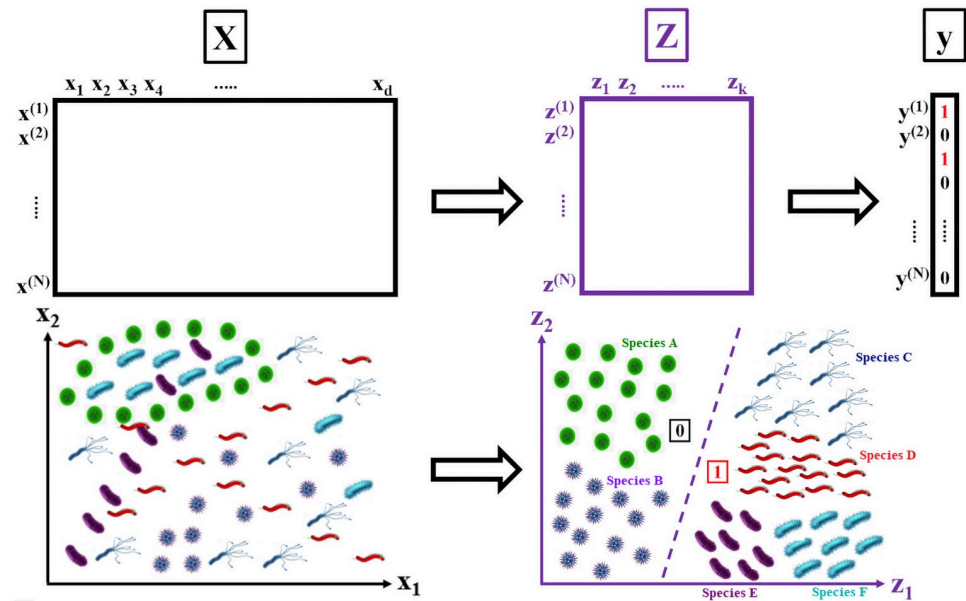 X
Z
y
x1 x2 x3 x4 ..... xd
z1 z2 ..... zk
x(1)
x(2)
.....
x(N)
z(1)
z(2)
.....
z(N)
y(1) 1
y(2) 0
1
0
..... .....
y(N) 0
x2
x1
z2
Species A
Species C
0
Species D
1
Species B
Species E
Species F
z1